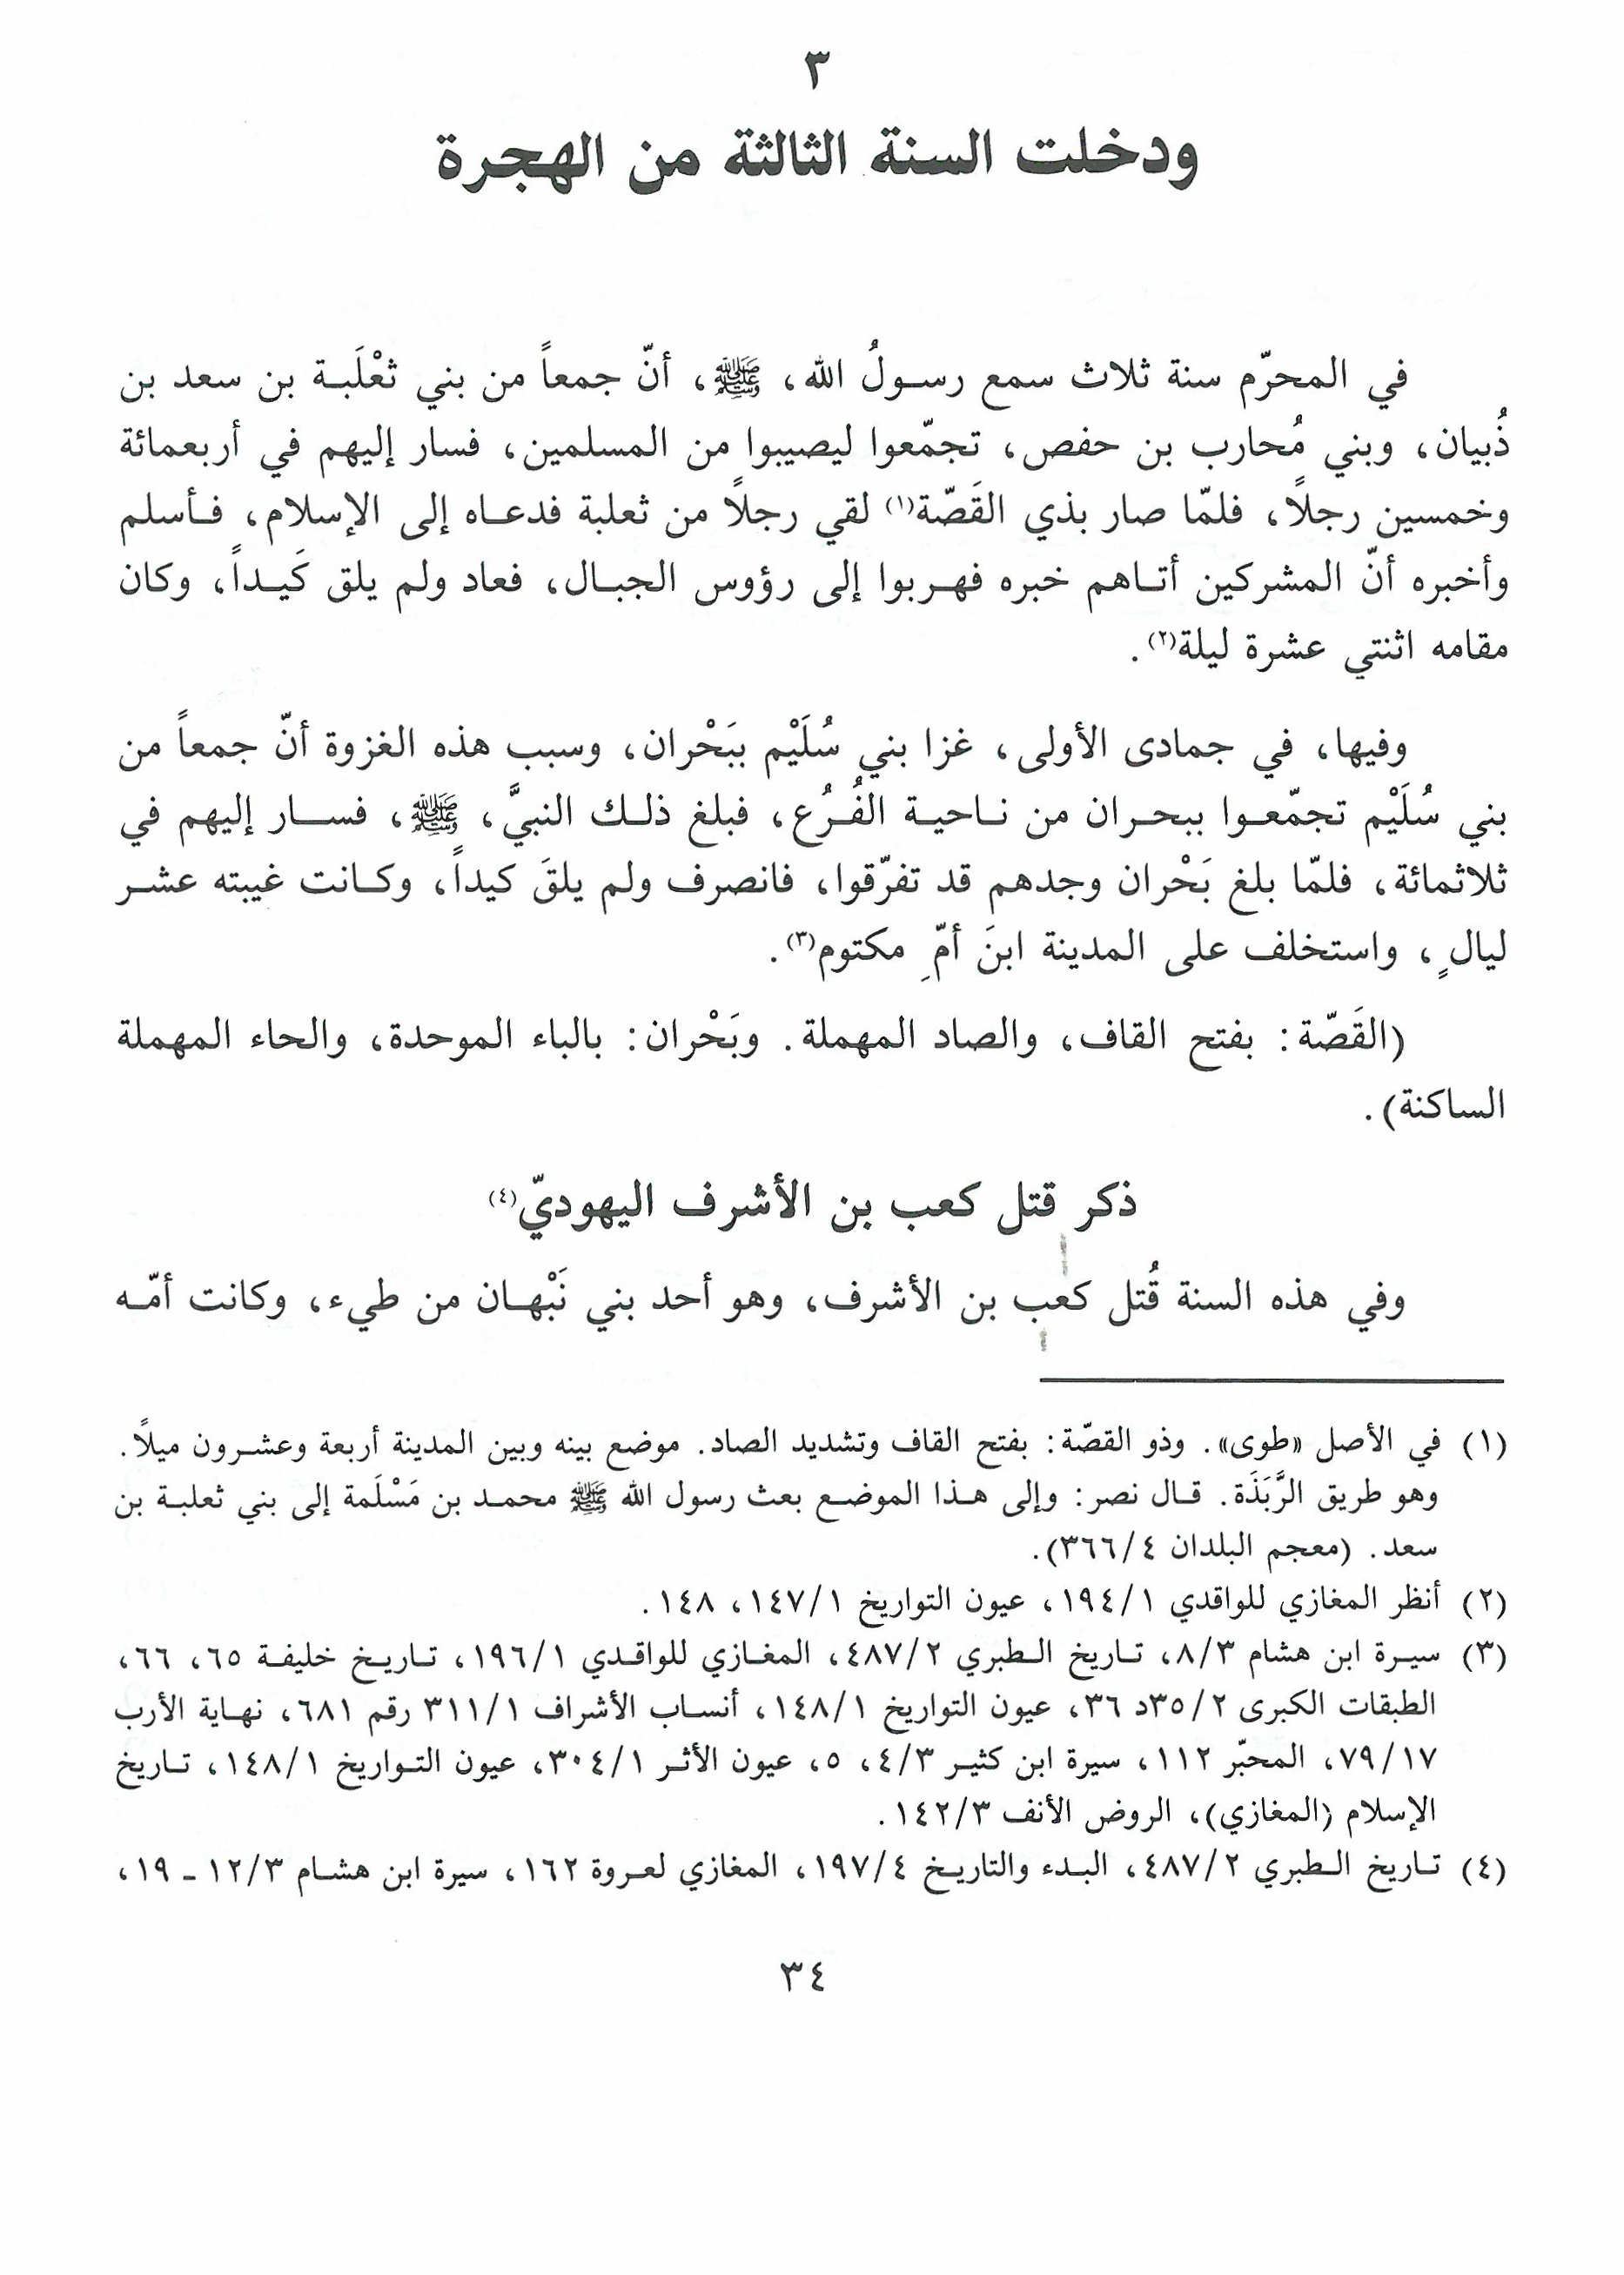 ٣
ودخلت السنة الثالثة من الهجرة
في المحرّم سنة ثلاث سمع رسولُ الله، ﷺ، أنّ جمعاً من بني ثعْلَبة بن سعد بن
ذُبيان، وبني مُحارب بن حفص، تجمّعوا ليصيبوا من المسلمين، فسار إليهم في أربعمائة
وخمسين رجلاً، فلمّا صار بذي القَصّة(١) لقي رجلاً من ثعلبة فدعاه إلى الإسلام، فأسلم
وأخبره أنّ المشركين أتاهم خبره فهربوا إلى رؤوس الجبال، فعاد ولم يلق كَيداً، وكان
مقامه اثنتي عشرة ليلة(٢).
وفيها، في جمادى الأولى، غزا بني سُلَيْم ببَحْران، وسبب هذه الغزوة أنّ جمعاً من
بني سُلَيْم تجمّعوا ببحران من ناحية الفُرُع، فبلغ ذلك النبيَّ، ﷺ، فسار إليهم في
ثلاثمائة، فلمّا بلغ بَحْران وجدهم قد تفرّقوا، فانصرف ولم يلقَ كيداً، وكانت غيبته عشر
ليالٍ، واستخلف على المدينة ابنَ أمّ ِ مكتوم(٣).
(القَصّة: بفتح القاف، والصاد المهملة. وبَحْران: بالباء الموحدة، والحاء المهملة
الساكنة).
ذكر قتل كعب بن الأشرف اليهوديّ(٤)
وفي هذه السنة قُتل كعب بن الأشرف، وهو أحد بني نَبْهان من طيء، وكانت أمّه
(١) في الأصل «طوى». وذو القصّة: بفتح القاف وتشديد الصاد. موضع بينه وبين المدينة أربعة وعشرون ميلاً.
وهو طريق الرَّبَذَة. قال نصر: وإلى هذا الموضع بعث رسول الله ﷺ محمد بن مَسْلَمة إلى بني ثعلبة بن
سعد. (معجم البلدان ٣٦٦/٤).
(٢) أنظر المغازي للواقدي ١٩٤/١، عيون التواريخ ١٤٧/١، ١٤٨.
(٣) سيرة ابن هشام ٨/٣، تاريخ الطبري ٤٨٧/٢، المغازي للواقدي ١٩٦/١، تاريخ خليفة ٦٥، ٦٦،
الطبقات الكبرى ٣٥/٢د ٣٦، عيون التواريخ ١٤٨/١، أنساب الأشراف ٣١١/١ رقم ٦٨١، نهاية الأرب
٧٩/١٧، المحبّر ١١٢، سيرة ابن كثير ٤/٣، ٥، عيون الأثر ٣٠٤/١، عيون التواريخ ١٤٨/١، تاريخ
الإسلام (المغازي)، الروض الأنف ١٤٢/٣.
(٤) تاريخ الطبري ٤٨٧/٢، البدء والتاريخ ١٩٧/٤، المغازي لعروة ١٦٢، سيرة ابن هشام ١٢/٣ - ١٩،
٣٤